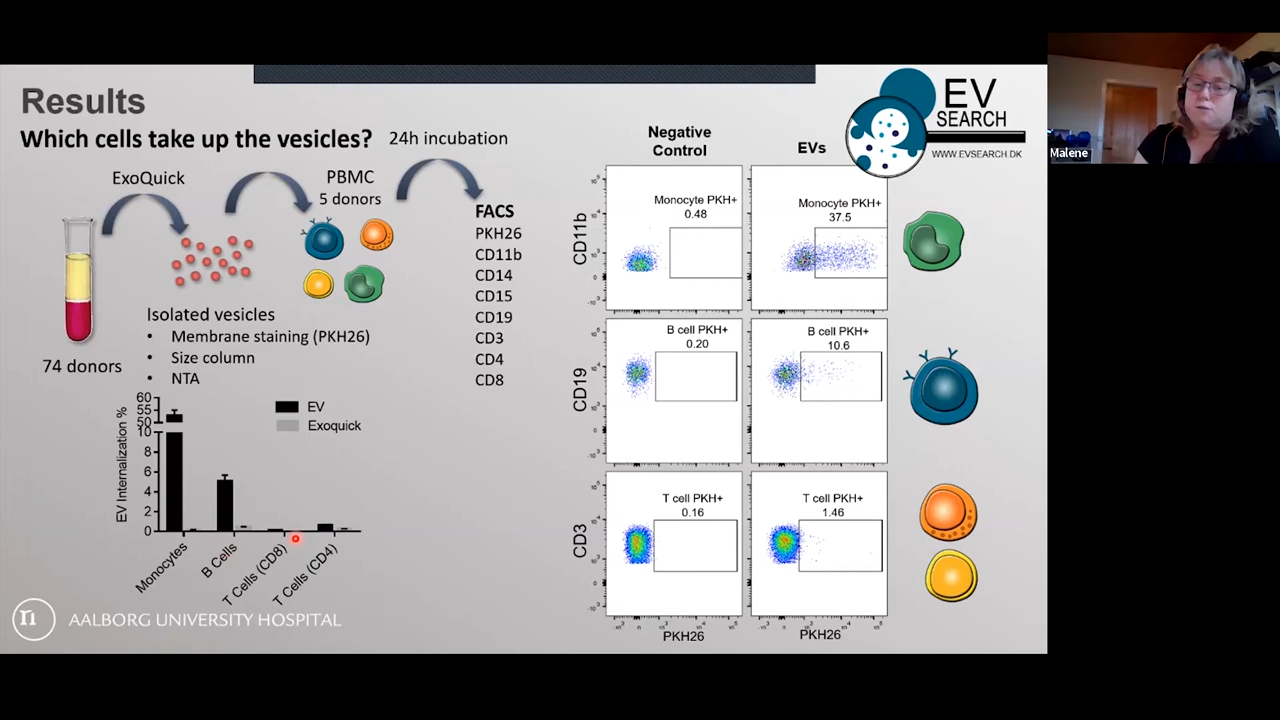 Results
Which cells take up the vesicles?
24h incubation
ExoQuick
PBMC
5 donors
FACS
PKH26
CD11b
CD14
CD15
CD19
CD3
CD4
CD8
74 donors
Isolated vesicles
• Membrane staining (PKH26)
• Size column
• NTA
EV Internalization %
60
55
50
10
8
6
4
2
0
EV
Exoquick
Monocytes
B Cells
T Cells (CD8)
T Cells (CD4)
n
AALBORG UNIVERSITY HOSPITAL
Negative
Control
EVs
CD11b
Monocyte PKH+
0.48
Monocyte PKH+
37.5
CD19
B cell PKH+
0.20
B cell PKH+
10.6
CD3
T cell PKH+
0.16
T cell PKH+
1.46
PKH26
PKH26
EV
SEARCH
WWW.EVSEARCH.DK
Malene